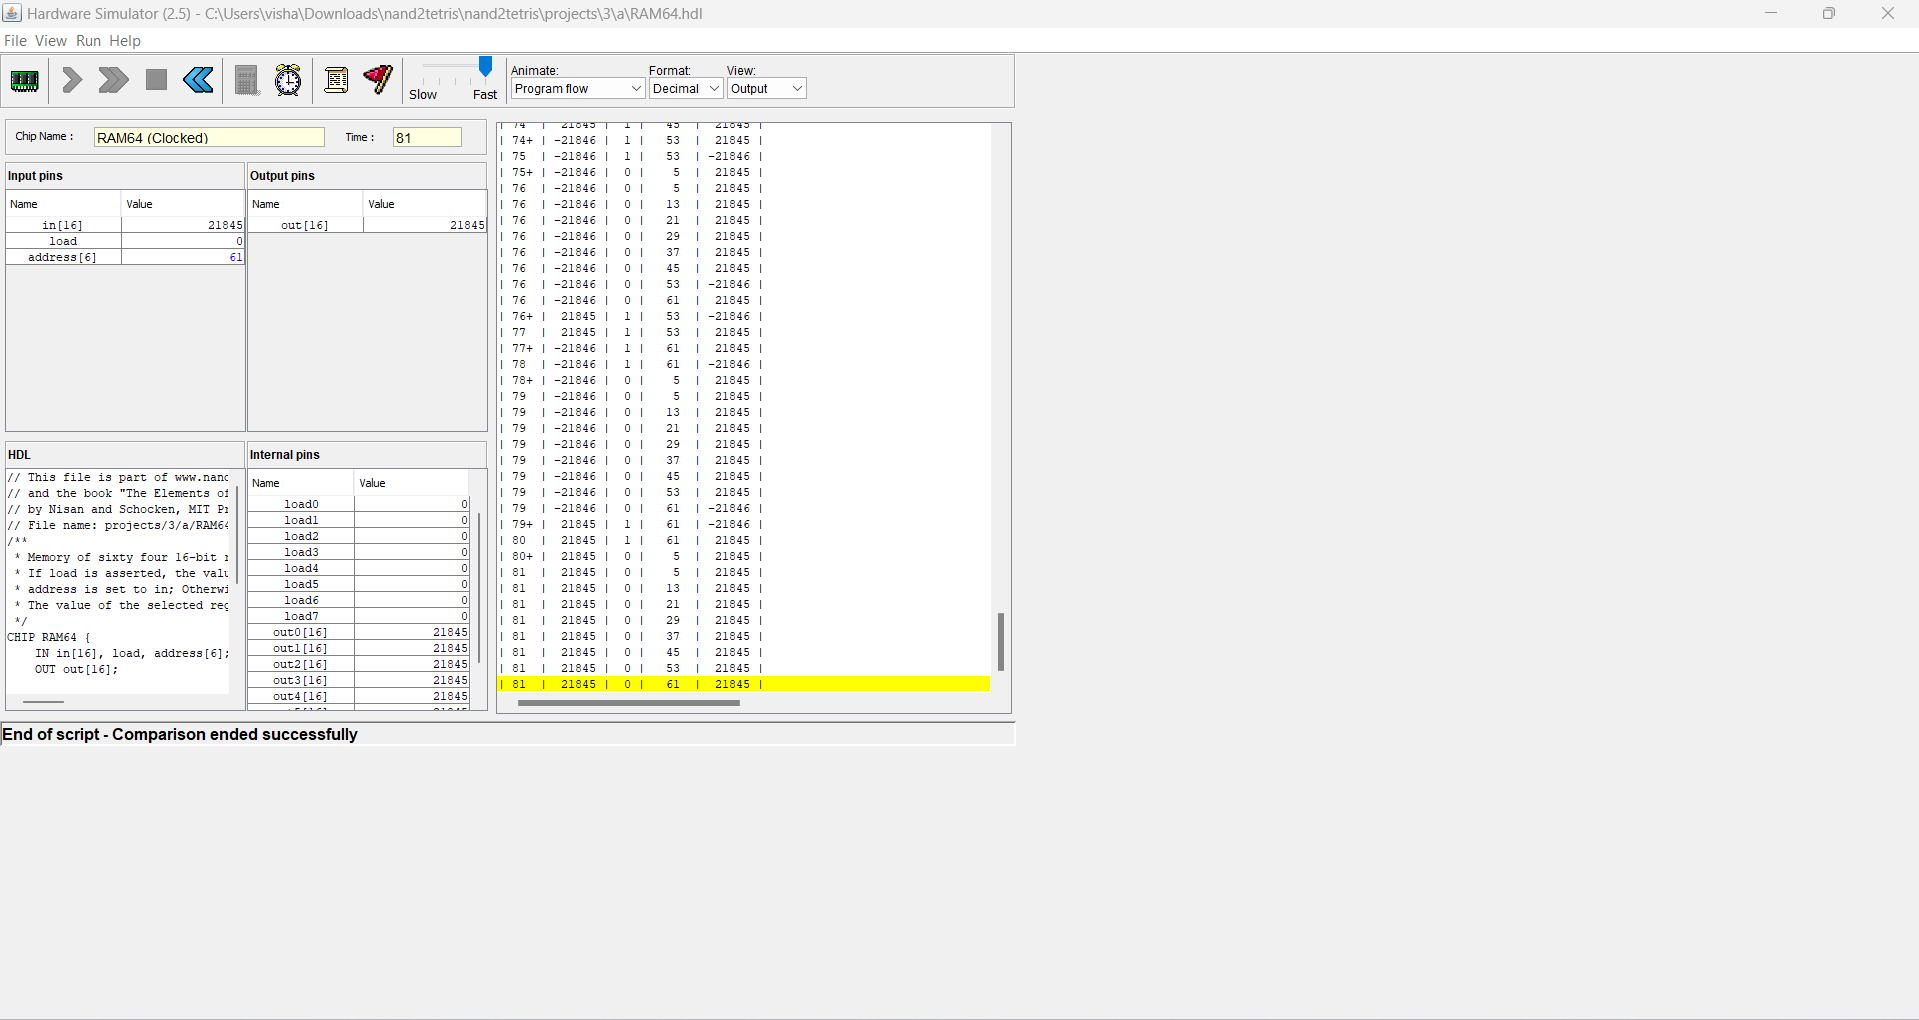 Hardware Simulator (2.5) - C:\Users\visha\Downloads\nand2tetris\nand2tetris\projects\3\a\RAM64.hdl
File View Run Help
Slow Fast
Animate: Format: View:
Program flow Decimal Output
Chip Name : RAM64 (Clocked) Time : 81
Input pins
Name Value
in[16] 21845
load 0
address[6] 61
Output pins
Name Value
out[16] 21845
HDL
// This file is part of www.nand
// and the book "The Elements of
// by Nisan and Schocken, MIT Pr
// File name: projects/3/a/RAM64
/**
* Memory of sixty four 16-bit r
* If load is asserted, the valu
* address is set to in; Otherwi
* The value of the selected reg
*/
CHIP RAM64 {
IN in[16], load, address[6];
OUT out[16];
Internal pins
Name Value
load0 0
load1 0
load2 0
load3 0
load4 0
load5 0
load6 0
load7 0
out0[16] 21845
out1[16] 21845
out2[16] 21845
out3[16] 21845
out4[16] 21845
| 74 | 21845 | 1 | 45 | 21845 |
| 74+ | -21846 | 1 | 53 | 21845 |
| 75 | -21846 | 1 | 53 | -21846 |
| 75+ | -21846 | 0 | 5 | 21845 |
| 76 | -21846 | 0 | 5 | 21845 |
| 76 | -21846 | 0 | 13 | 21845 |
| 76 | -21846 | 0 | 21 | 21845 |
| 76 | -21846 | 0 | 29 | 21845 |
| 76 | -21846 | 0 | 37 | 21845 |
| 76 | -21846 | 0 | 45 | 21845 |
| 76 | -21846 | 0 | 53 | -21846 |
| 76 | -21846 | 0 | 61 | 21845 |
| 76+ | 21845 | 1 | 53 | -21846 |
| 77 | 21845 | 1 | 53 | 21845 |
| 77+ | -21846 | 1 | 61 | 21845 |
| 78 | -21846 | 1 | 61 | -21846 |
| 78+ | -21846 | 0 | 5 | 21845 |
| 79 | -21846 | 0 | 5 | 21845 |
| 79 | -21846 | 0 | 13 | 21845 |
| 79 | -21846 | 0 | 21 | 21845 |
| 79 | -21846 | 0 | 29 | 21845 |
| 79 | -21846 | 0 | 37 | 21845 |
| 79 | -21846 | 0 | 45 | 21845 |
| 79 | -21846 | 0 | 53 | 21845 |
| 79 | -21846 | 0 | 61 | -21846 |
| 79+ | 21845 | 1 | 61 | -21846 |
| 80 | 21845 | 1 | 61 | 21845 |
| 80+ | 21845 | 0 | 5 | 21845 |
| 81 | 21845 | 0 | 5 | 21845 |
| 81 | 21845 | 0 | 13 | 21845 |
| 81 | 21845 | 0 | 21 | 21845 |
| 81 | 21845 | 0 | 29 | 21845 |
| 81 | 21845 | 0 | 37 | 21845 |
| 81 | 21845 | 0 | 45 | 21845 |
| 81 | 21845 | 0 | 53 | 21845 |
| 81 | 21845 | 0 | 61 | 21845 |
End of script - Comparison ended successfully